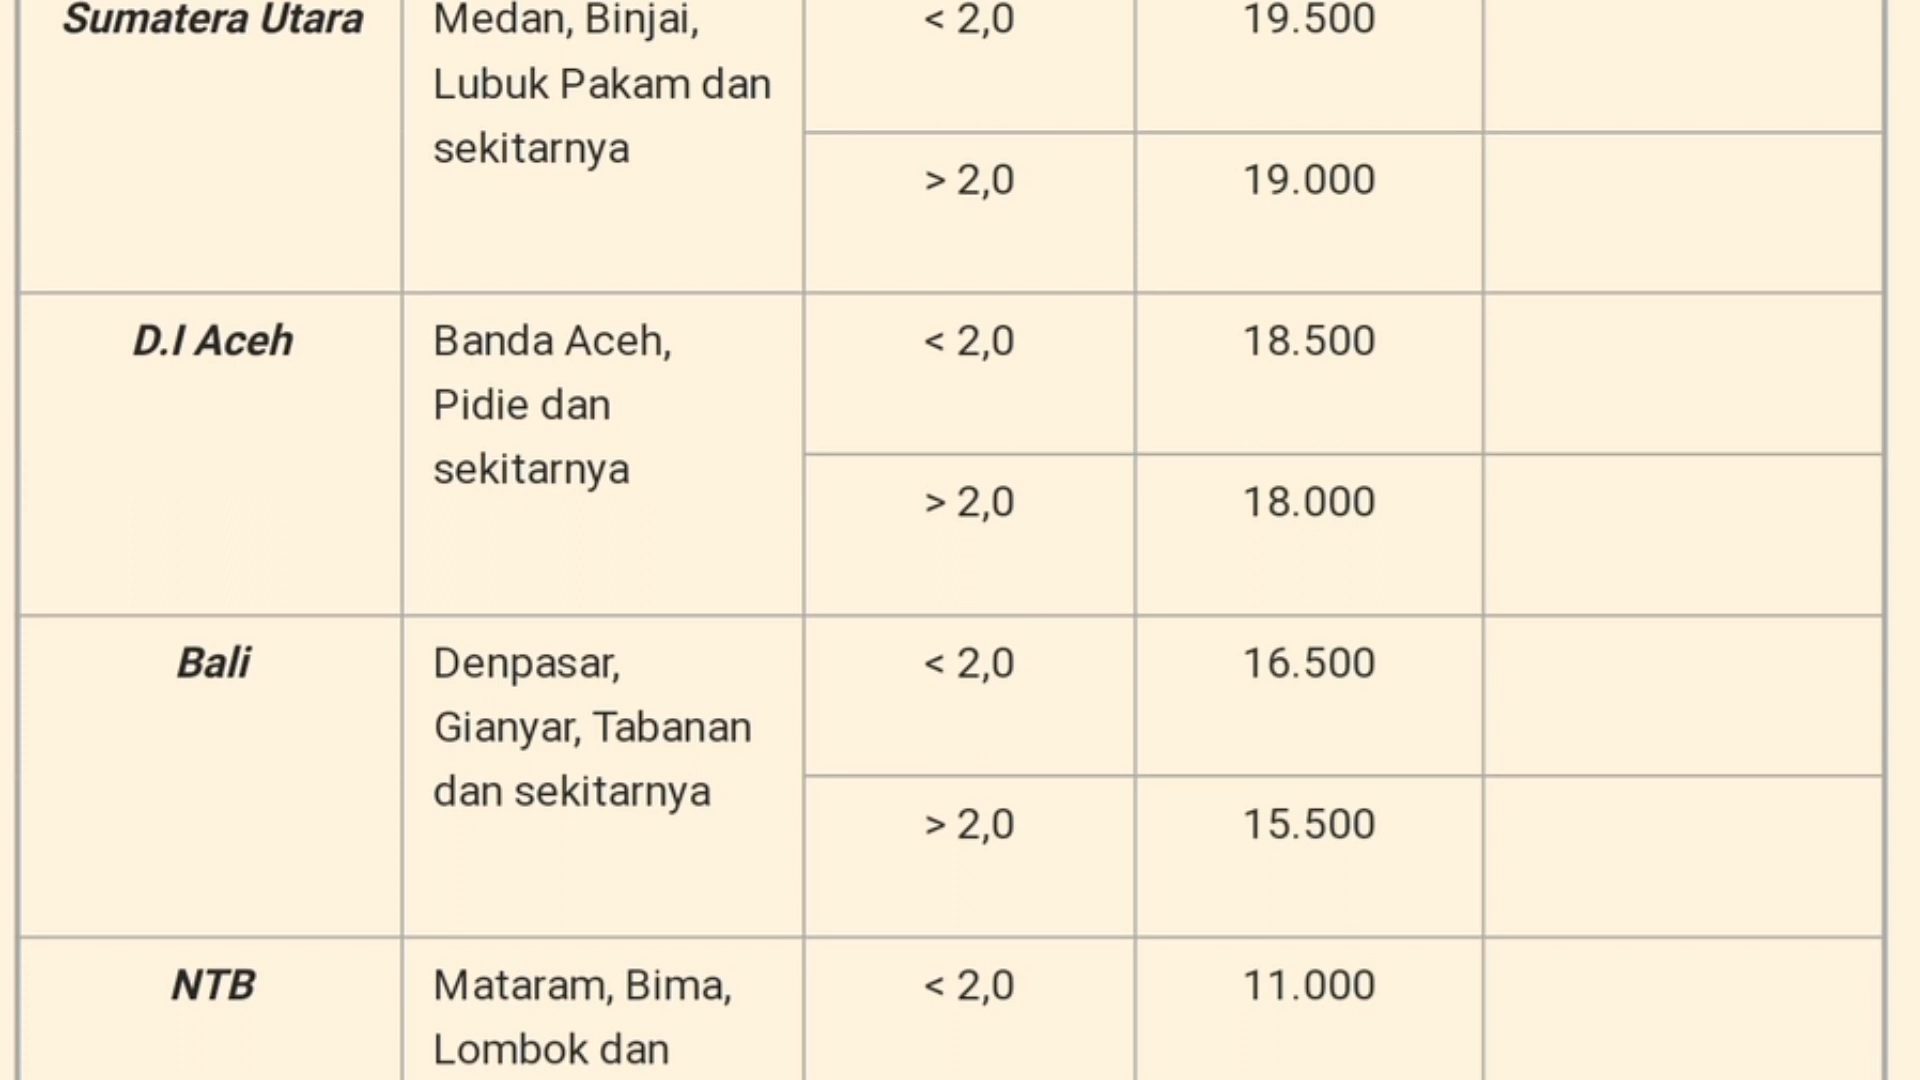 Sumatera Utara
Medan, Binjai,
Lubuk Pakam dan
sekitarnya
< 2,0
19.500
> 2,0
19.000
D.I Aceh
Banda Aceh,
Pidie dan
sekitarnya
< 2,0
18.500
> 2,0
18.000
Bali
Denpasar,
Gianyar, Tabanan
dan sekitarnya
< 2,0
16.500
> 2,0
15.500
NTB
Mataram, Bima,
Lombok dan
< 2,0
11.000